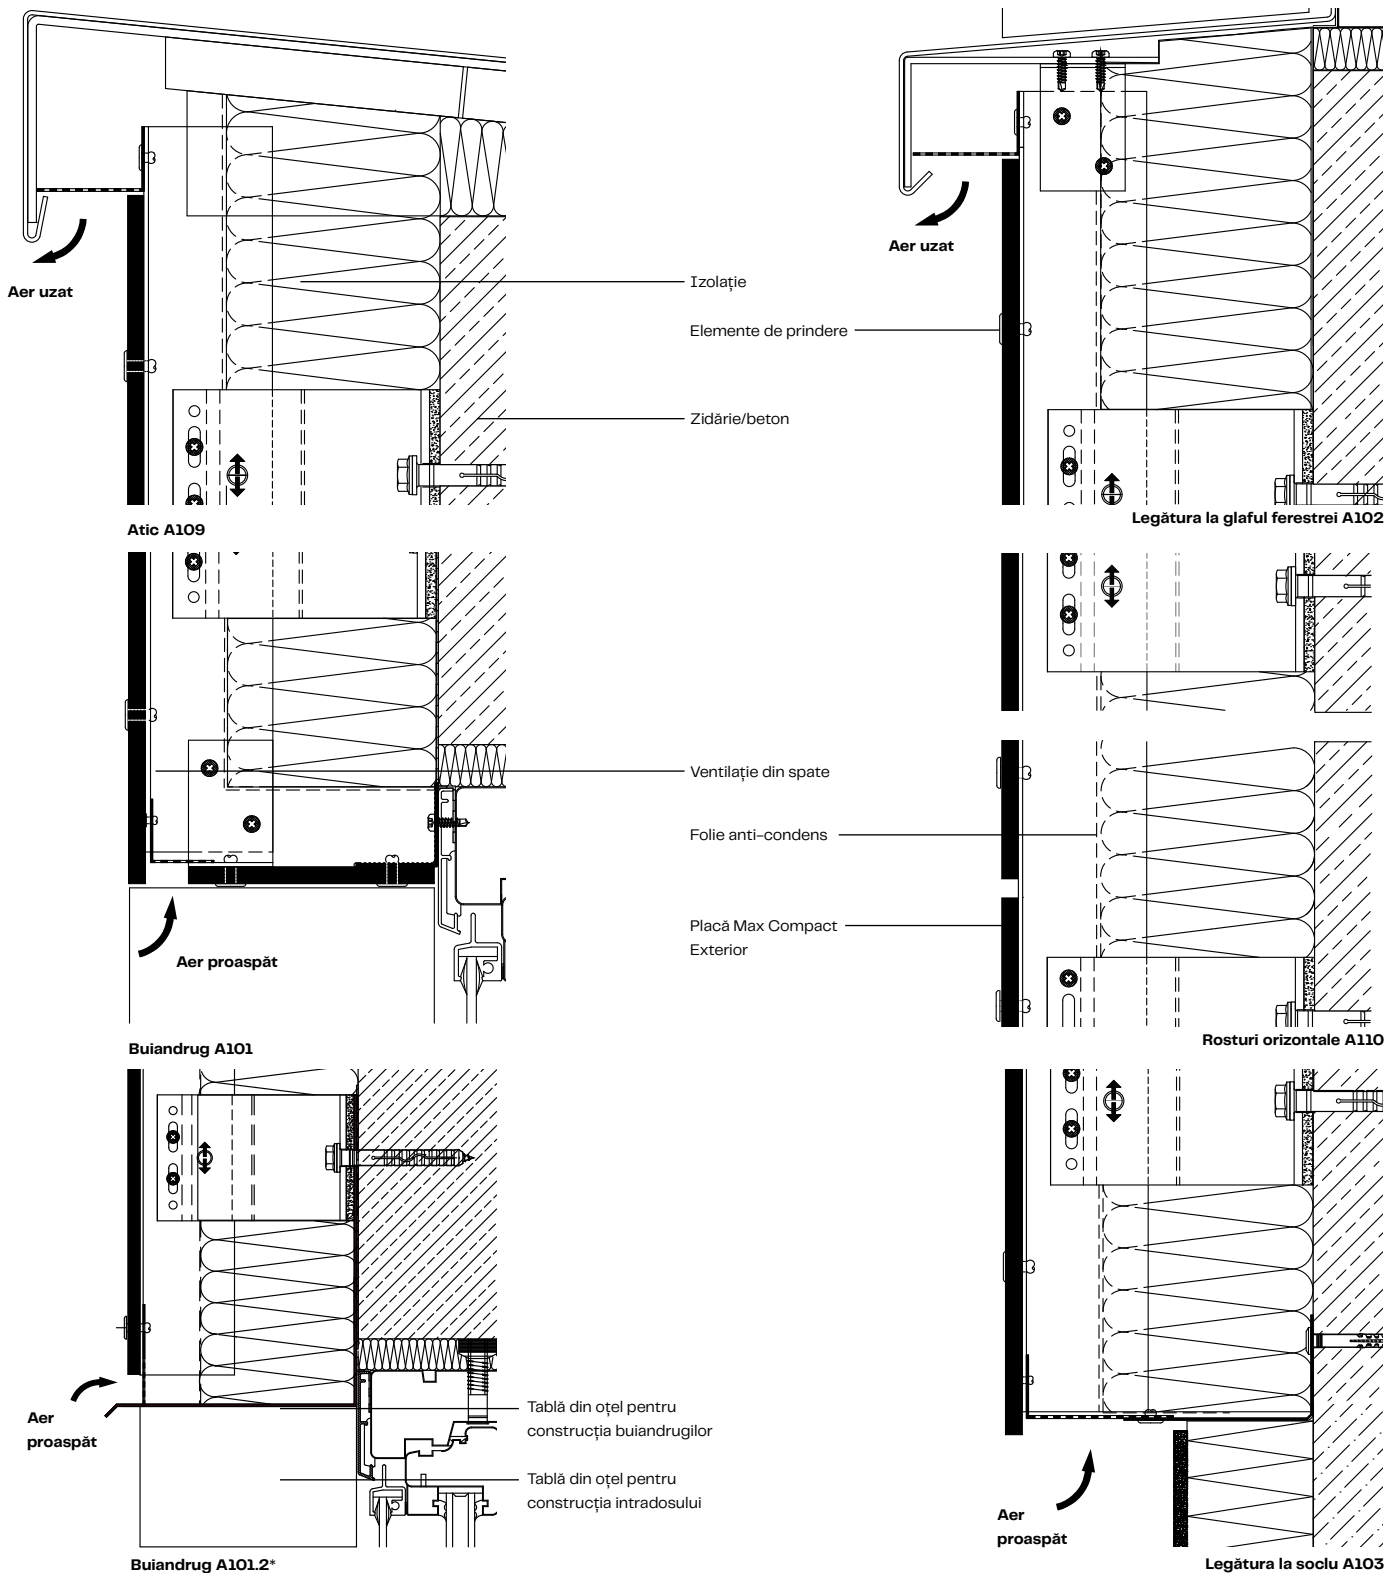 Aer uzat
Aer uzat
Izolație
Elemente de prindere
Zidărie/beton
Atic A109
Legătura la glaful ferestrei A102
Ventilație din spate
Folie anti-condens
Placă Max Compact
Exterior
Aer proaspăt
Buiandrug A101
Rosturi orizontale A110
Aer
proaspăt
Tablă din oțel pentru
construcția buiandrugilor
Tablă din oțel pentru
construcția intradosului
Aer
proaspăt
Buiandrug A101.2*
Legătura la soclu A103